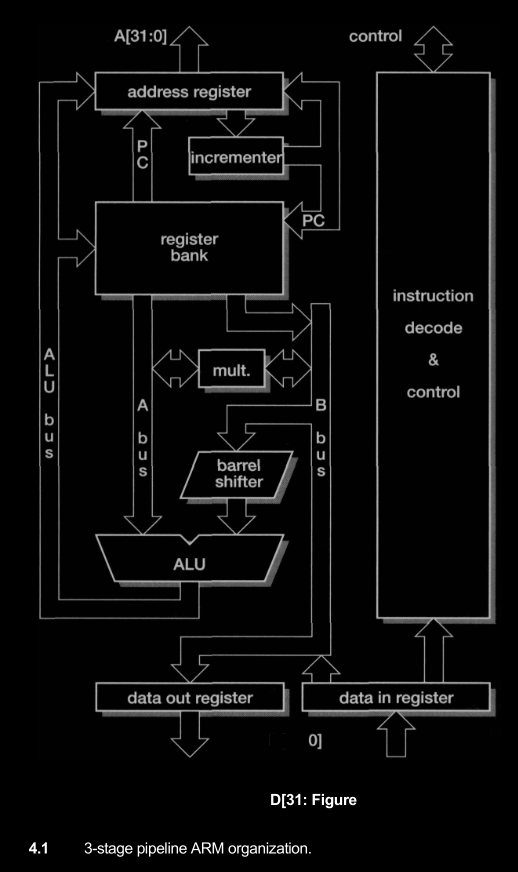 A[31:0]
control
address register
PC
incrementer
PC
register
bank
instruction
decode
&
control
mult.
ALU bus
A bus
B bus
barrel
shifter
ALU
data out register
data in register
0]
D[31: Figure
4.1 3-stage pipeline ARM organization.